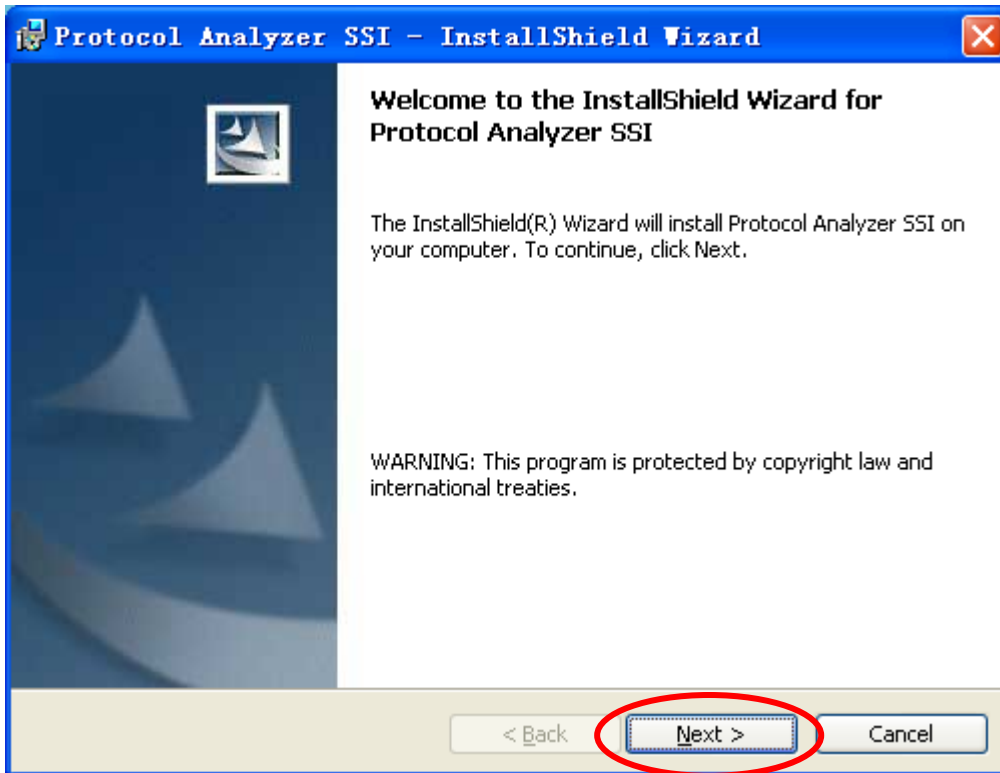 Protocol Analyzer SSI - InstallShield Wizard
Welcome to the InstallShield Wizard for
Protocol Analyzer SSI
The InstallShield(R) Wizard will install Protocol Analyzer SSI on
your computer. To continue, click Next.
WARNING: This program is protected by copyright law and
international treaties.
< Back
Next >
Cancel